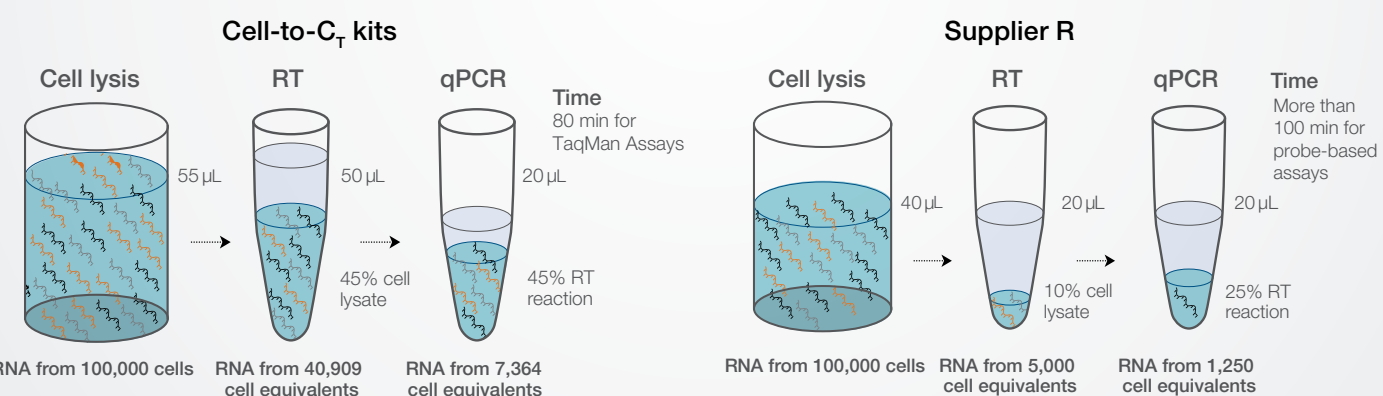 Cell-to-C_T kits
Cell lysis
RT
qPCR
Time
80 min for
TaqMan Assays
55 µL
50 µL
20 µL
45% cell
lysate
45% RT
reaction
RNA from 100,000 cells
RNA from 40,909
cell equivalents
RNA from 7,364
cell equivalents
Supplier R
Cell lysis
RT
qPCR
Time
More than
100 min for
probe-based
assays
40 µL
20 µL
20 µL
10% cell
lysate
25% RT
reaction
RNA from 100,000 cells
RNA from 5,000
cell equivalents
RNA from 1,250
cell equivalents